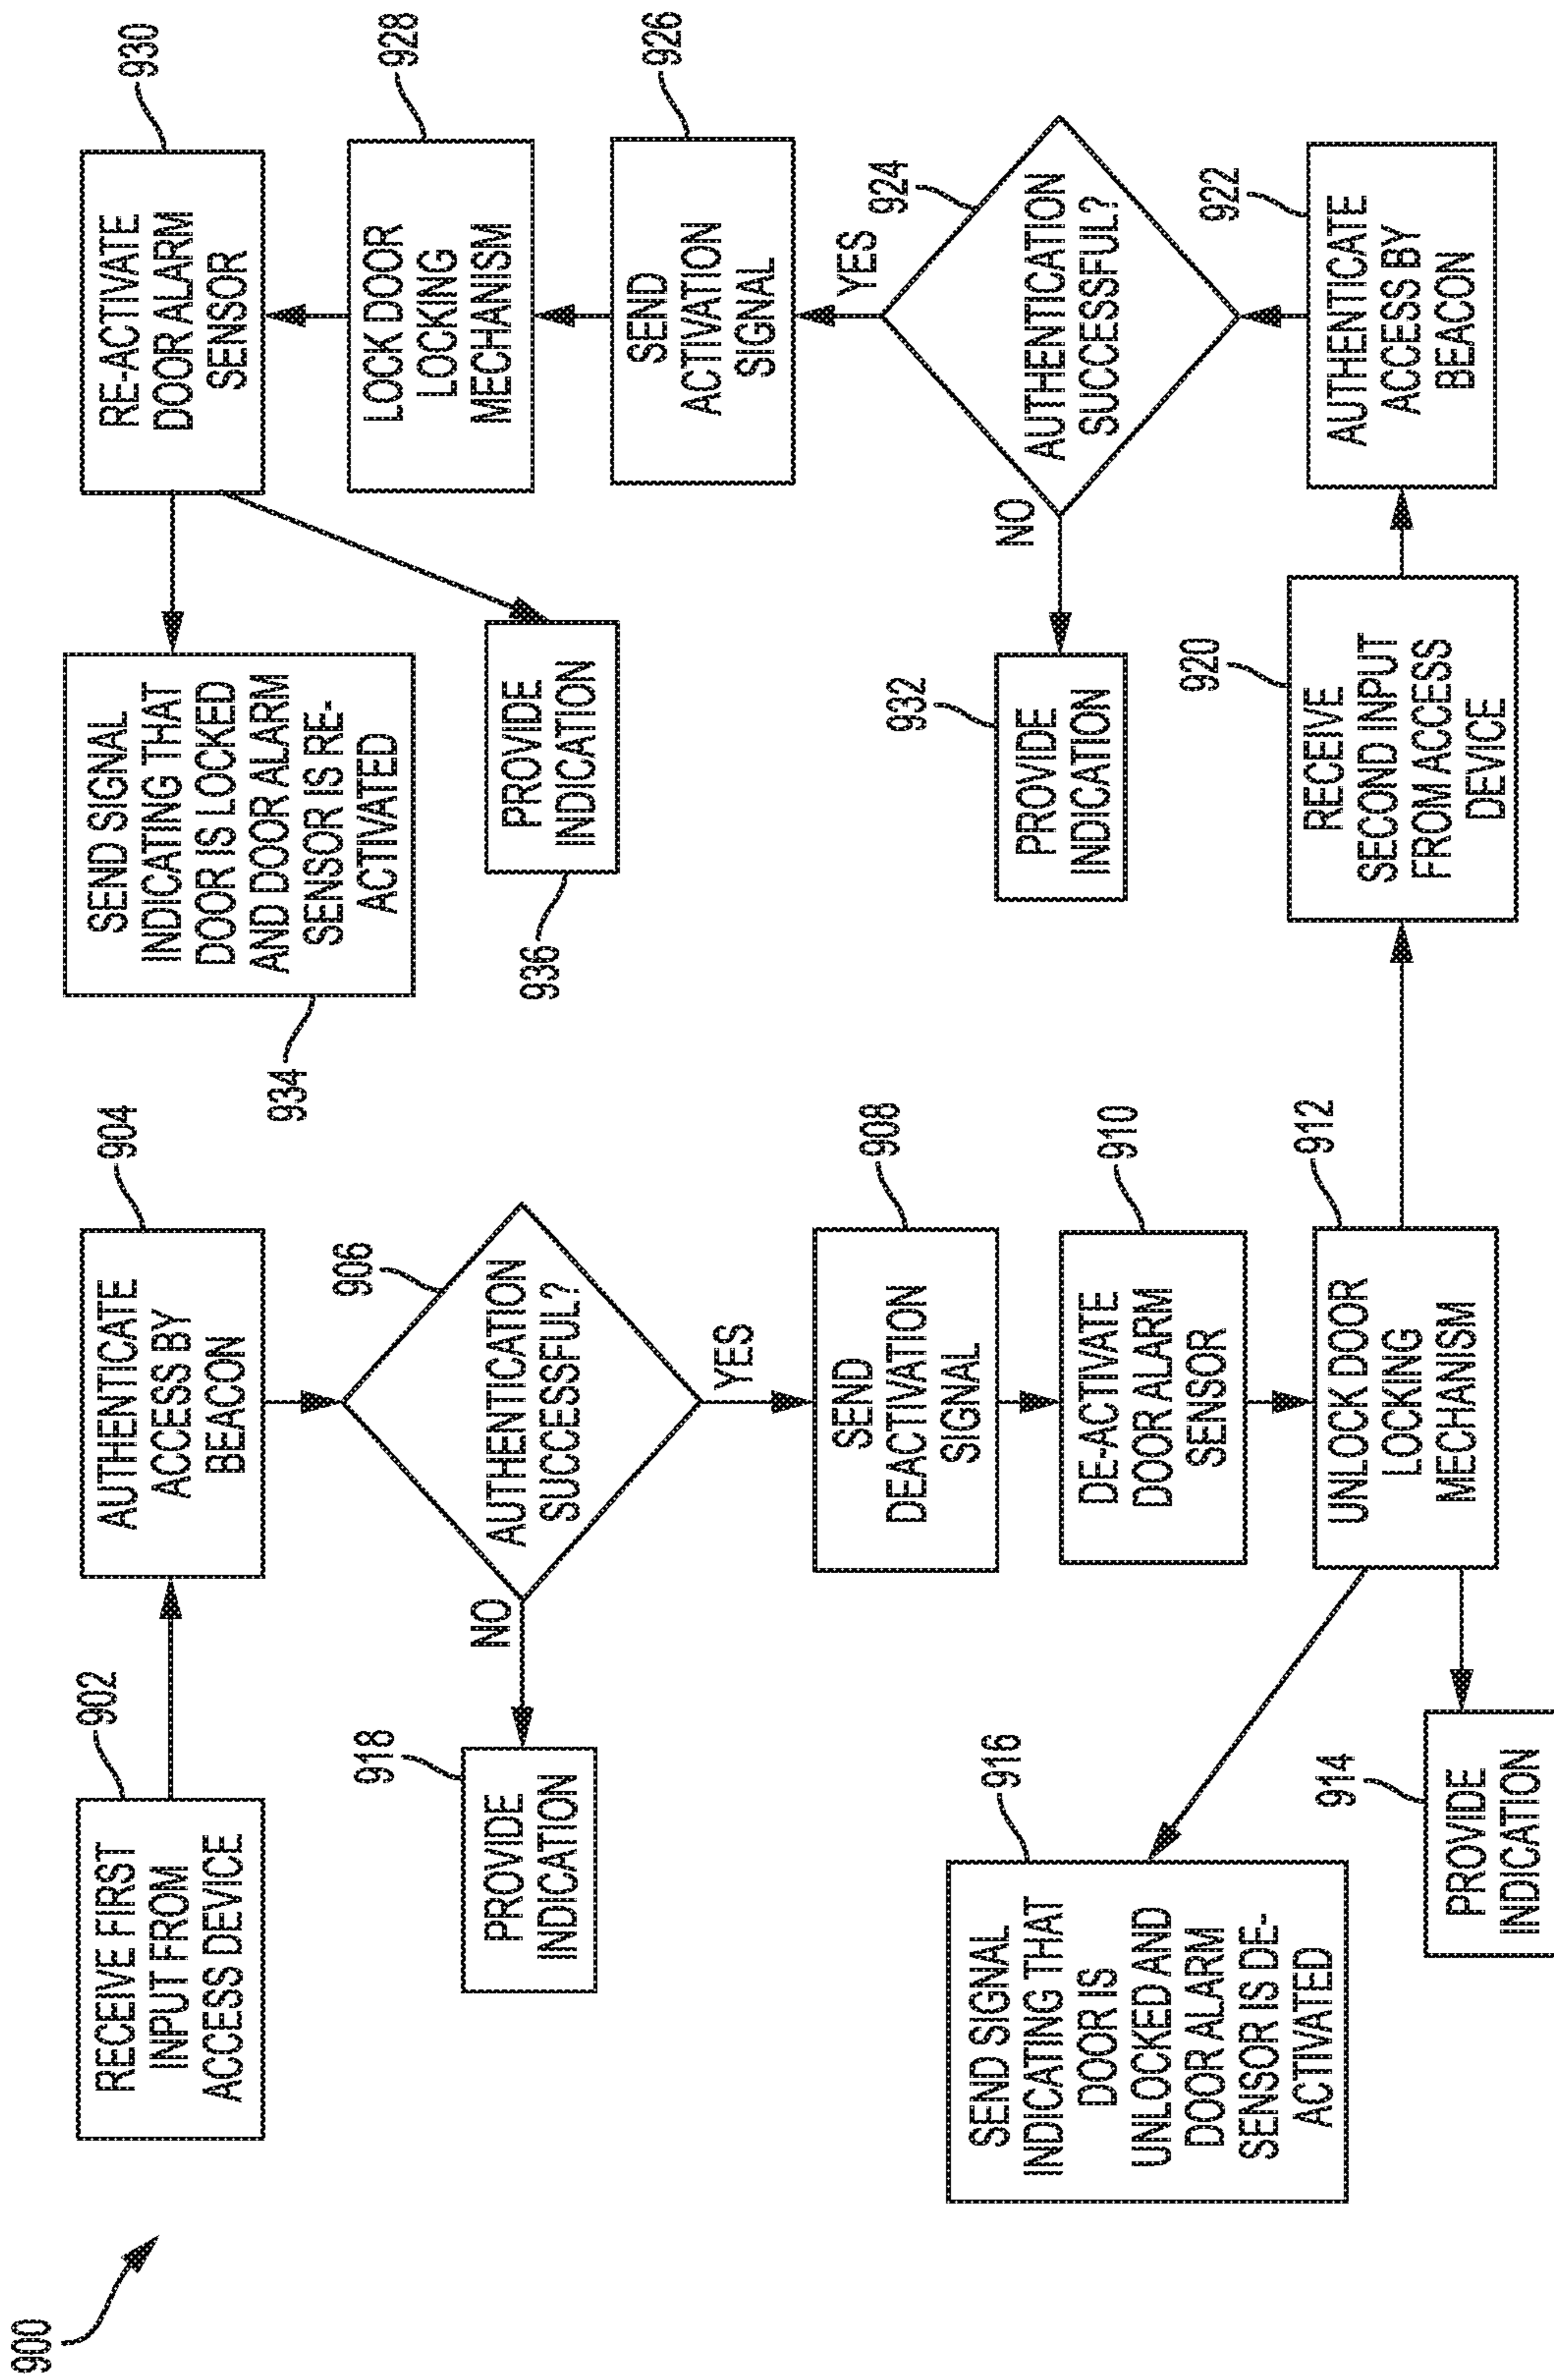 900
902
RECEIVE FIRST
INPUT FROM
ACCESS DEVICE
904
AUTHENTICATE
ACCESS BY
BEACON
906
AUTHENTICATION
SUCCESSFUL?
NO
918
PROVIDE
INDICATION
YES
908
SEND
DEACTIVATION
SIGNAL
910
DE-ACTIVATE
DOOR ALARM
SENSOR
912
UNLOCK DOOR
LOCKING
MECHANISM
916
SEND SIGNAL
INDICATING THAT
DOOR IS
UNLOCKED AND
DOOR ALARM
SENSOR IS DE-
ACTIVATED
914
PROVIDE
INDICATION
920
RECEIVE
SECOND INPUT
FROM ACCESS
DEVICE
922
AUTHENTICATE
ACCESS BY
BEACON
924
AUTHENTICATION
SUCCESSFUL?
NO
932
PROVIDE
INDICATION
YES
926
SEND
ACTIVATION
SIGNAL
928
LOCK DOOR
LOCKING
MECHANISM
930
RE-ACTIVATE
DOOR ALARM
SENSOR
934
SEND SIGNAL
INDICATING THAT
DOOR IS LOCKED
AND DOOR ALARM
SENSOR IS RE-
ACTIVATED
936
PROVIDE
INDICATION